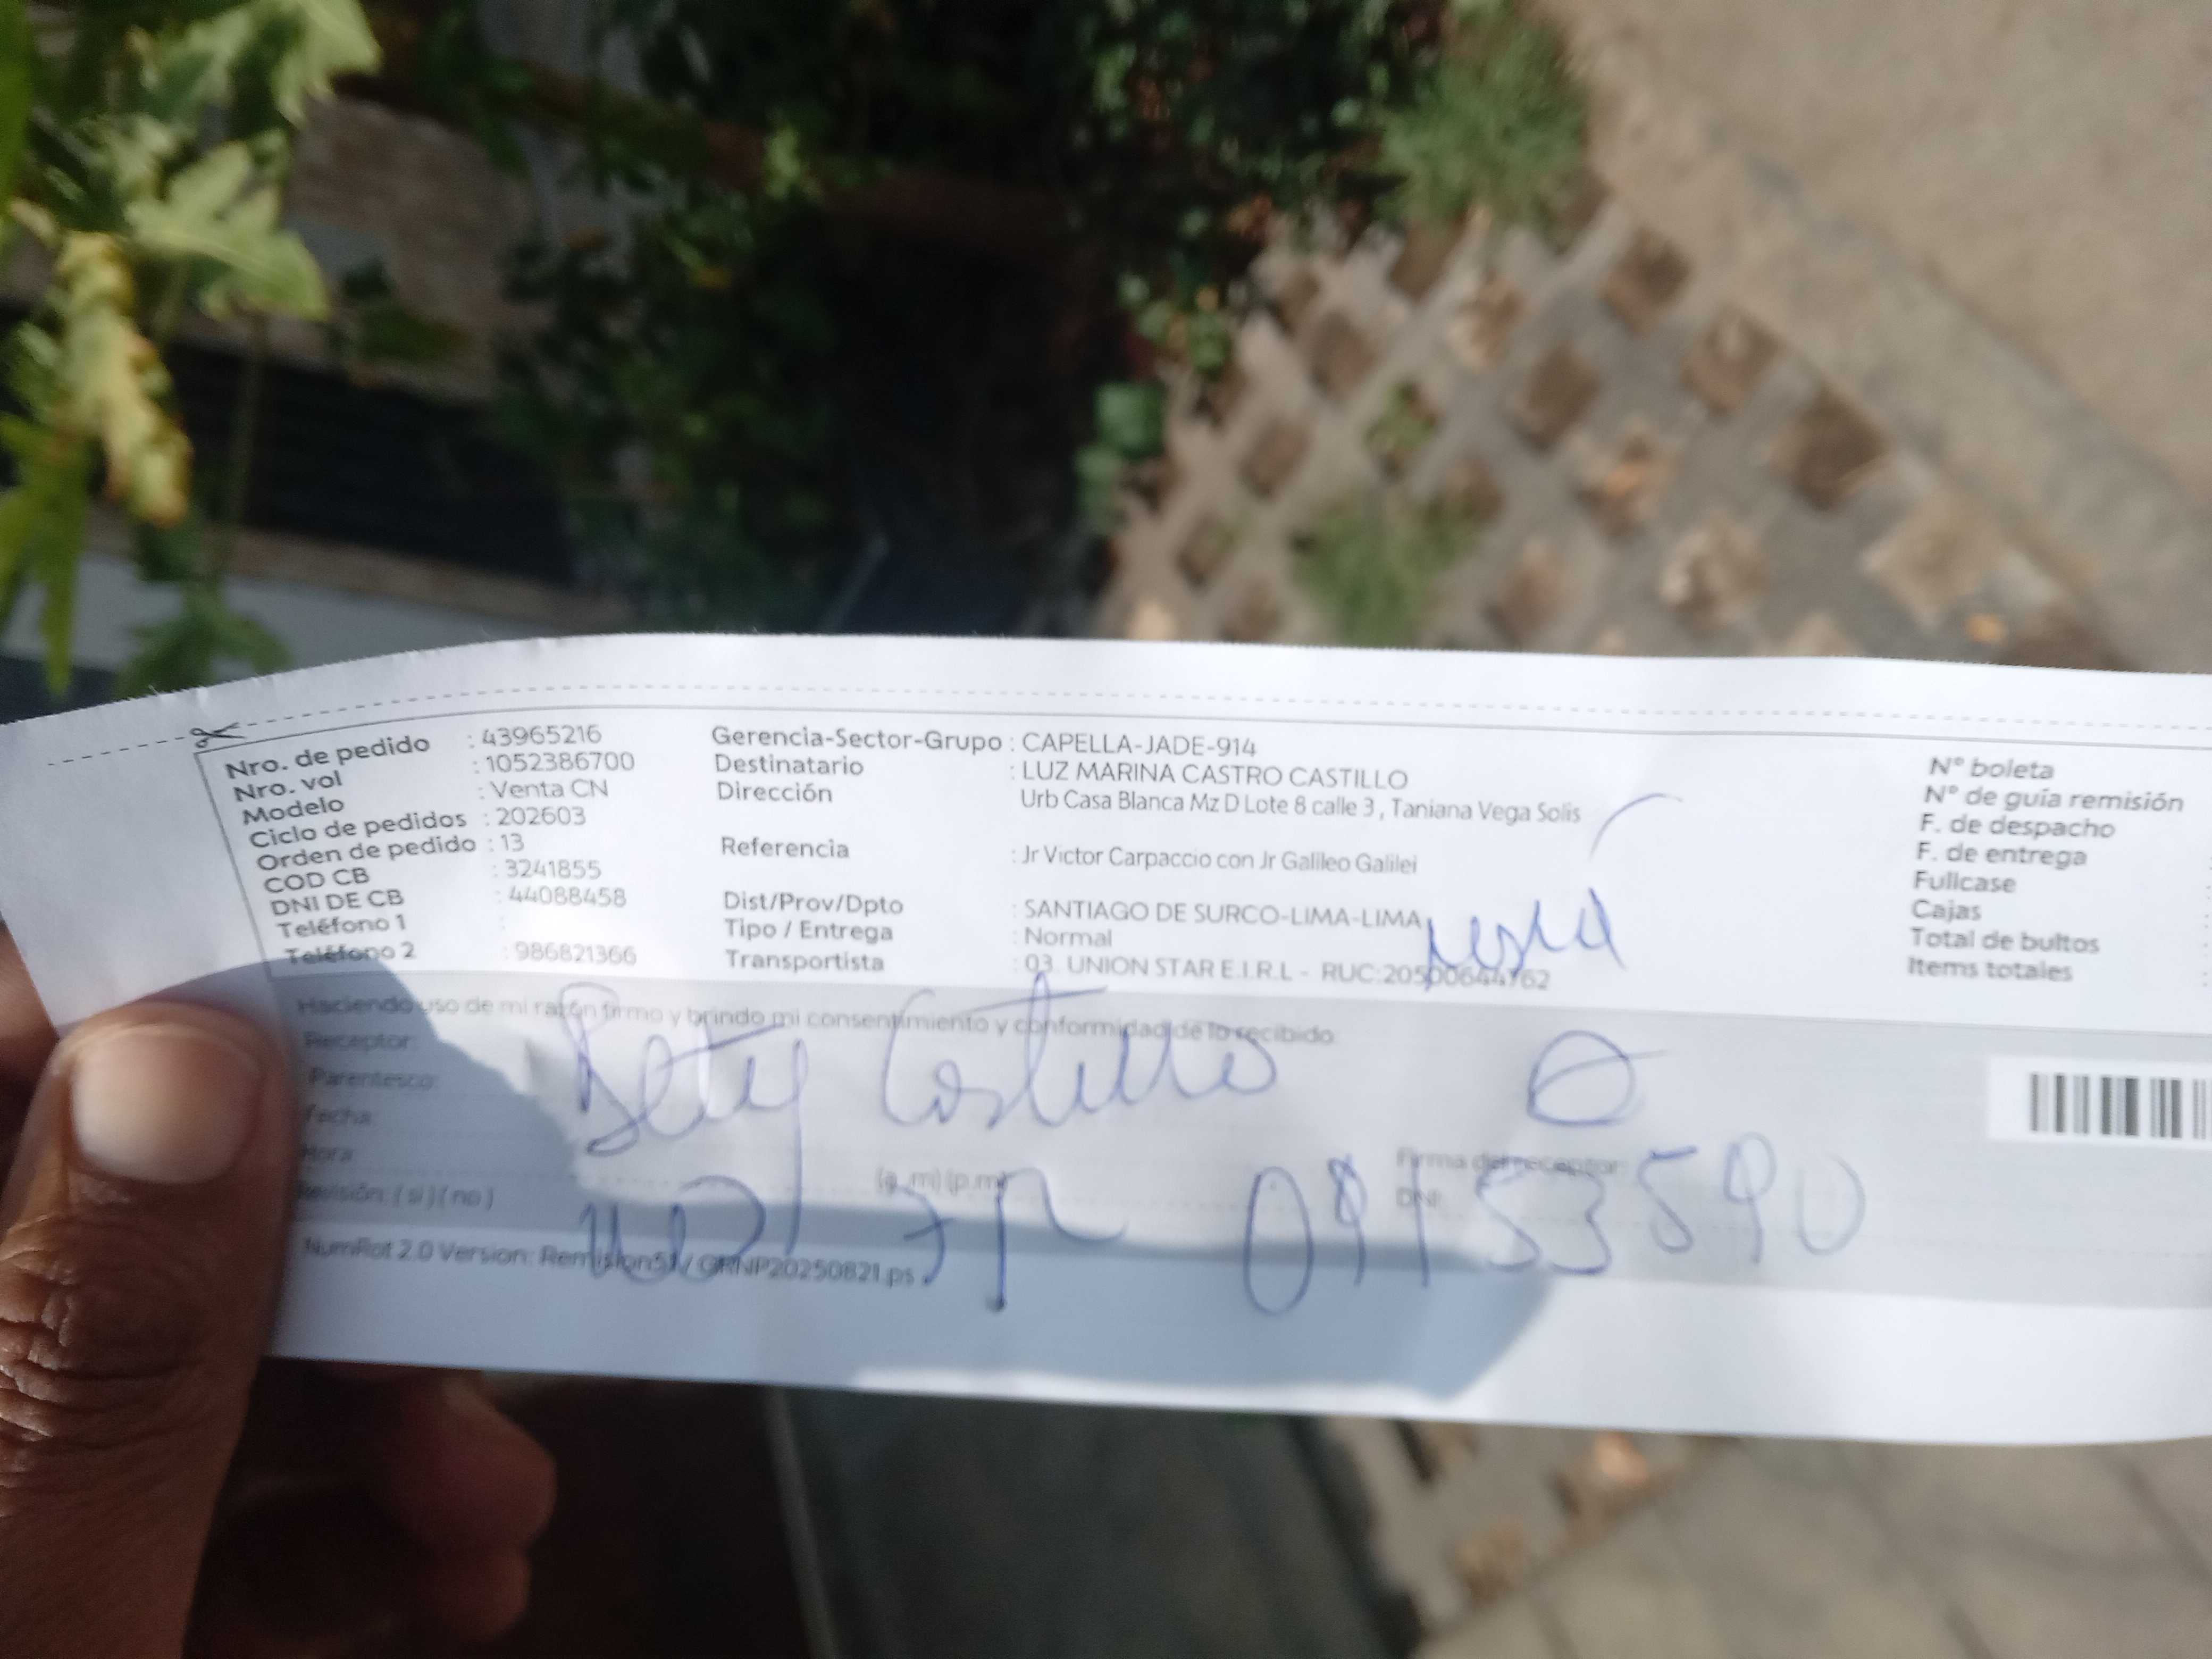 Nro. de pedido : 43965216
Nro. vol : 1052386700
Modelo : Venta CN
Ciclo de pedidos : 202603
Orden de pedido : 13
COD CB : 3241855
DNI DE CB : 44088458
Teléfono 1 :
Teléfono 2 : 986821366
Gerencia-Sector-Grupo : CAPELLA-JADE-914
Destinatario : LUZ MARINA CASTRO CASTILLO
Dirección Urb Casa Blanca Mz D Lote 8 calle 3, Taniana Vega Solis
Referencia : Jr Victor Carpaccio con Jr Galileo Galilei
Dist/Prov/Dpto : SANTIAGO DE SURCO-LIMA-LIMA
Tipo / Entrega : Normal
Transportista : 03. UNION STAR E.I.R.L - RUC:20500644762
N° boleta
N° de guía remisión
F. de despacho
F. de entrega
Fullcase
Cajas
Total de bultos
Items totales
Haciendo uso de mi razón firmo y brindo mi consentimiento y conformidad de lo recibido:
Receptor:
Parentesco:
Fecha:
Hora:
(a.m) (p.m)
Revisión: ( si ) ( no )
Bety Castillo
Firma del receptor:
DNI:
NumRot 2.0 Version: Remision51 / GRNP20250821.ps